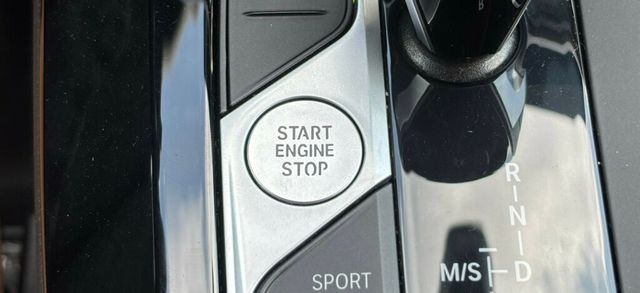 START
ENGINE
STOP
SPORT
R
N
M/S D